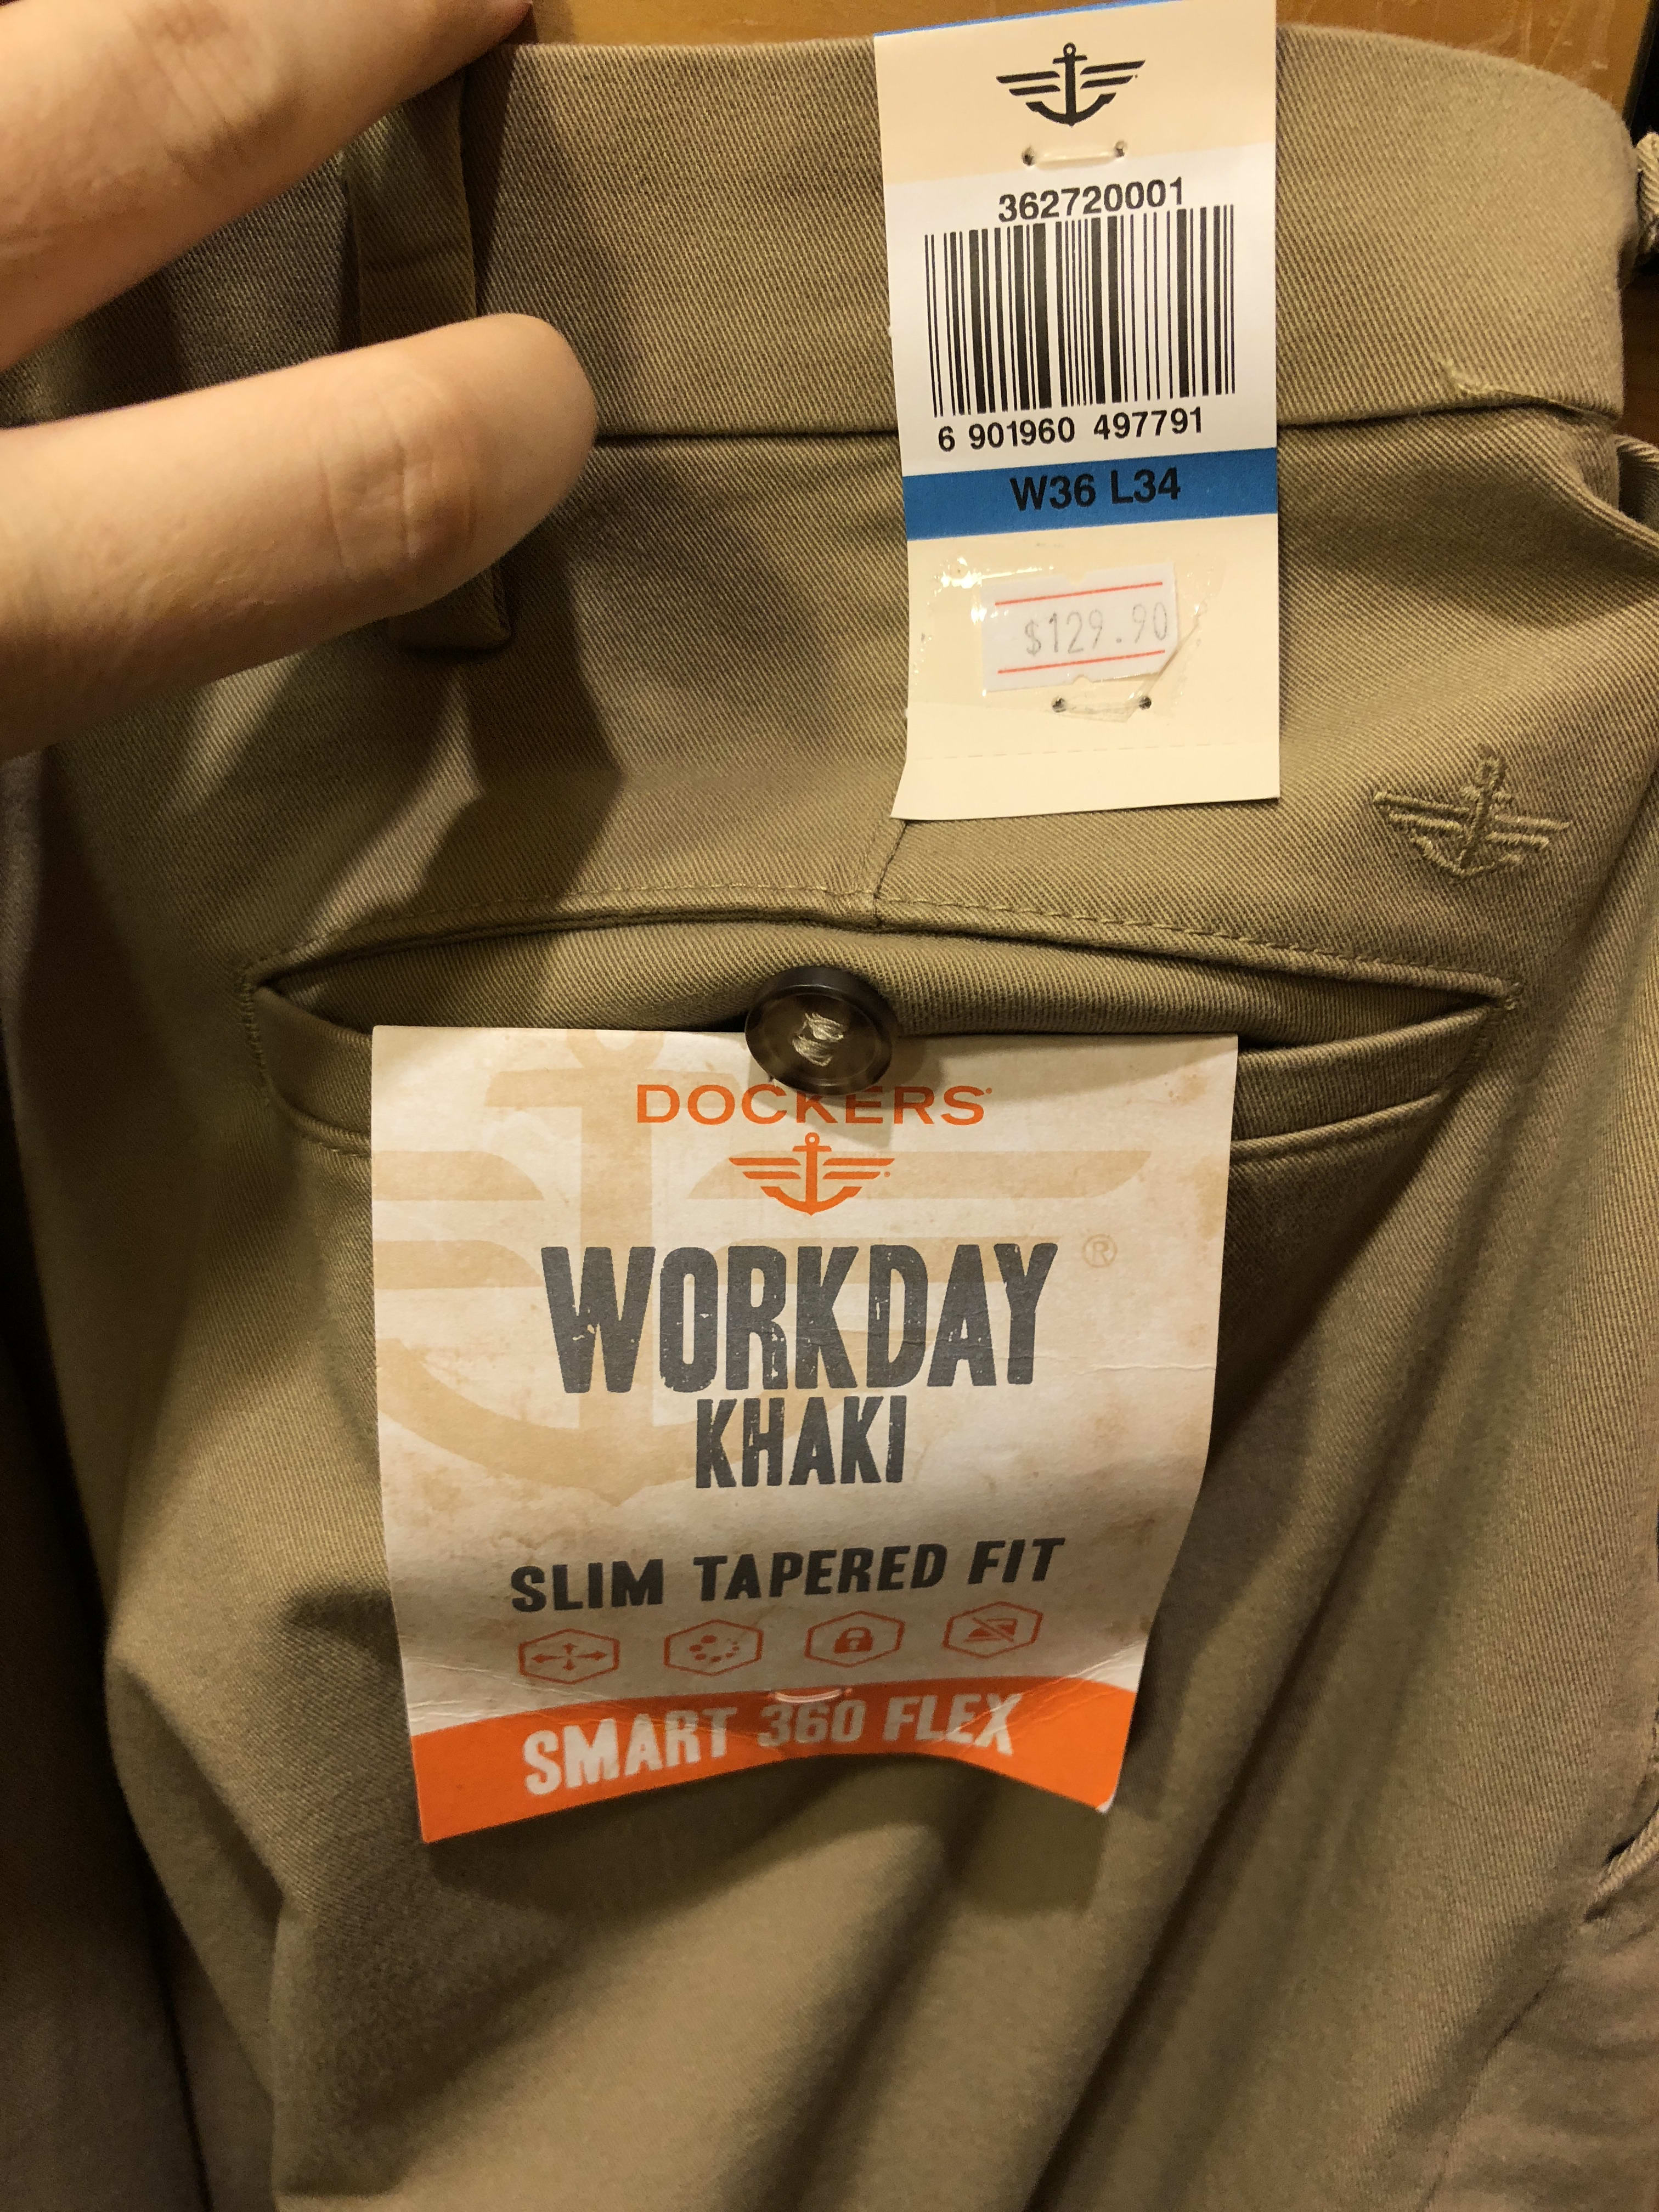 362720001
6 901960 497791
W36 L34
$129.90
DOCKERS
®
WORKDAY
KHAKI
SLIM TAPERED FIT
SMART 360 FLEX